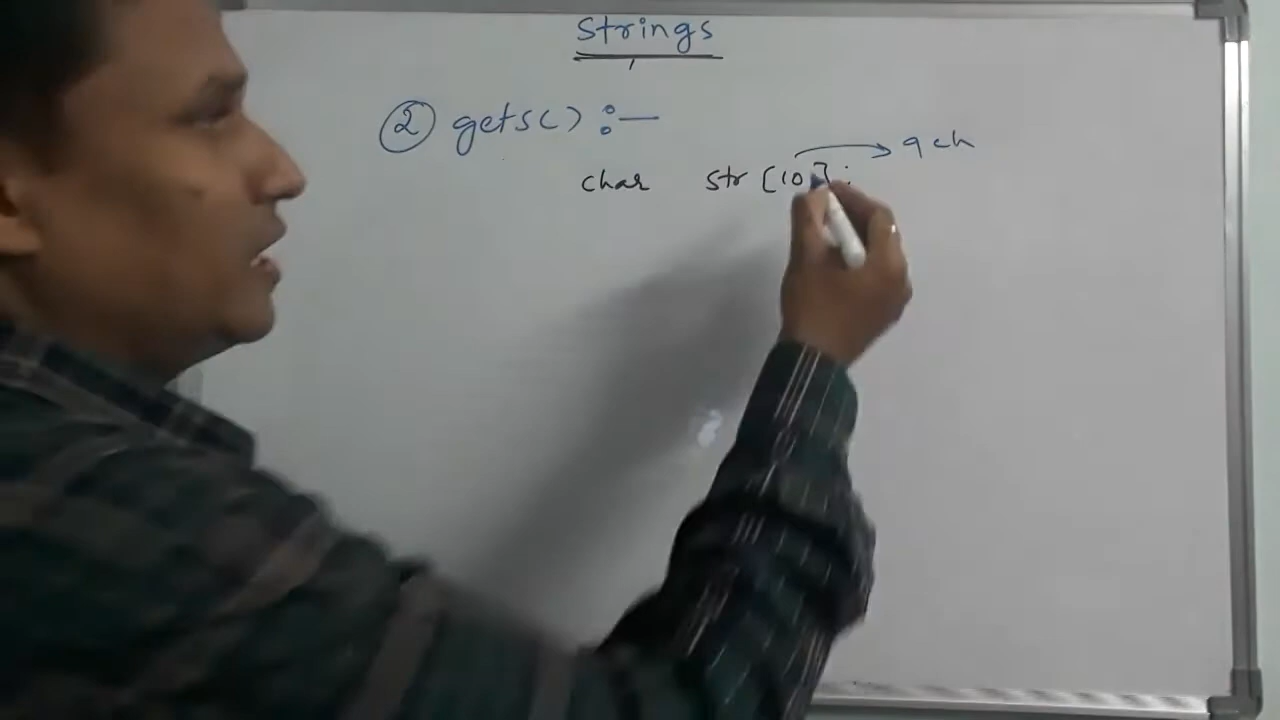 Strings
② gets() :—
9 ch
char str [10] ;